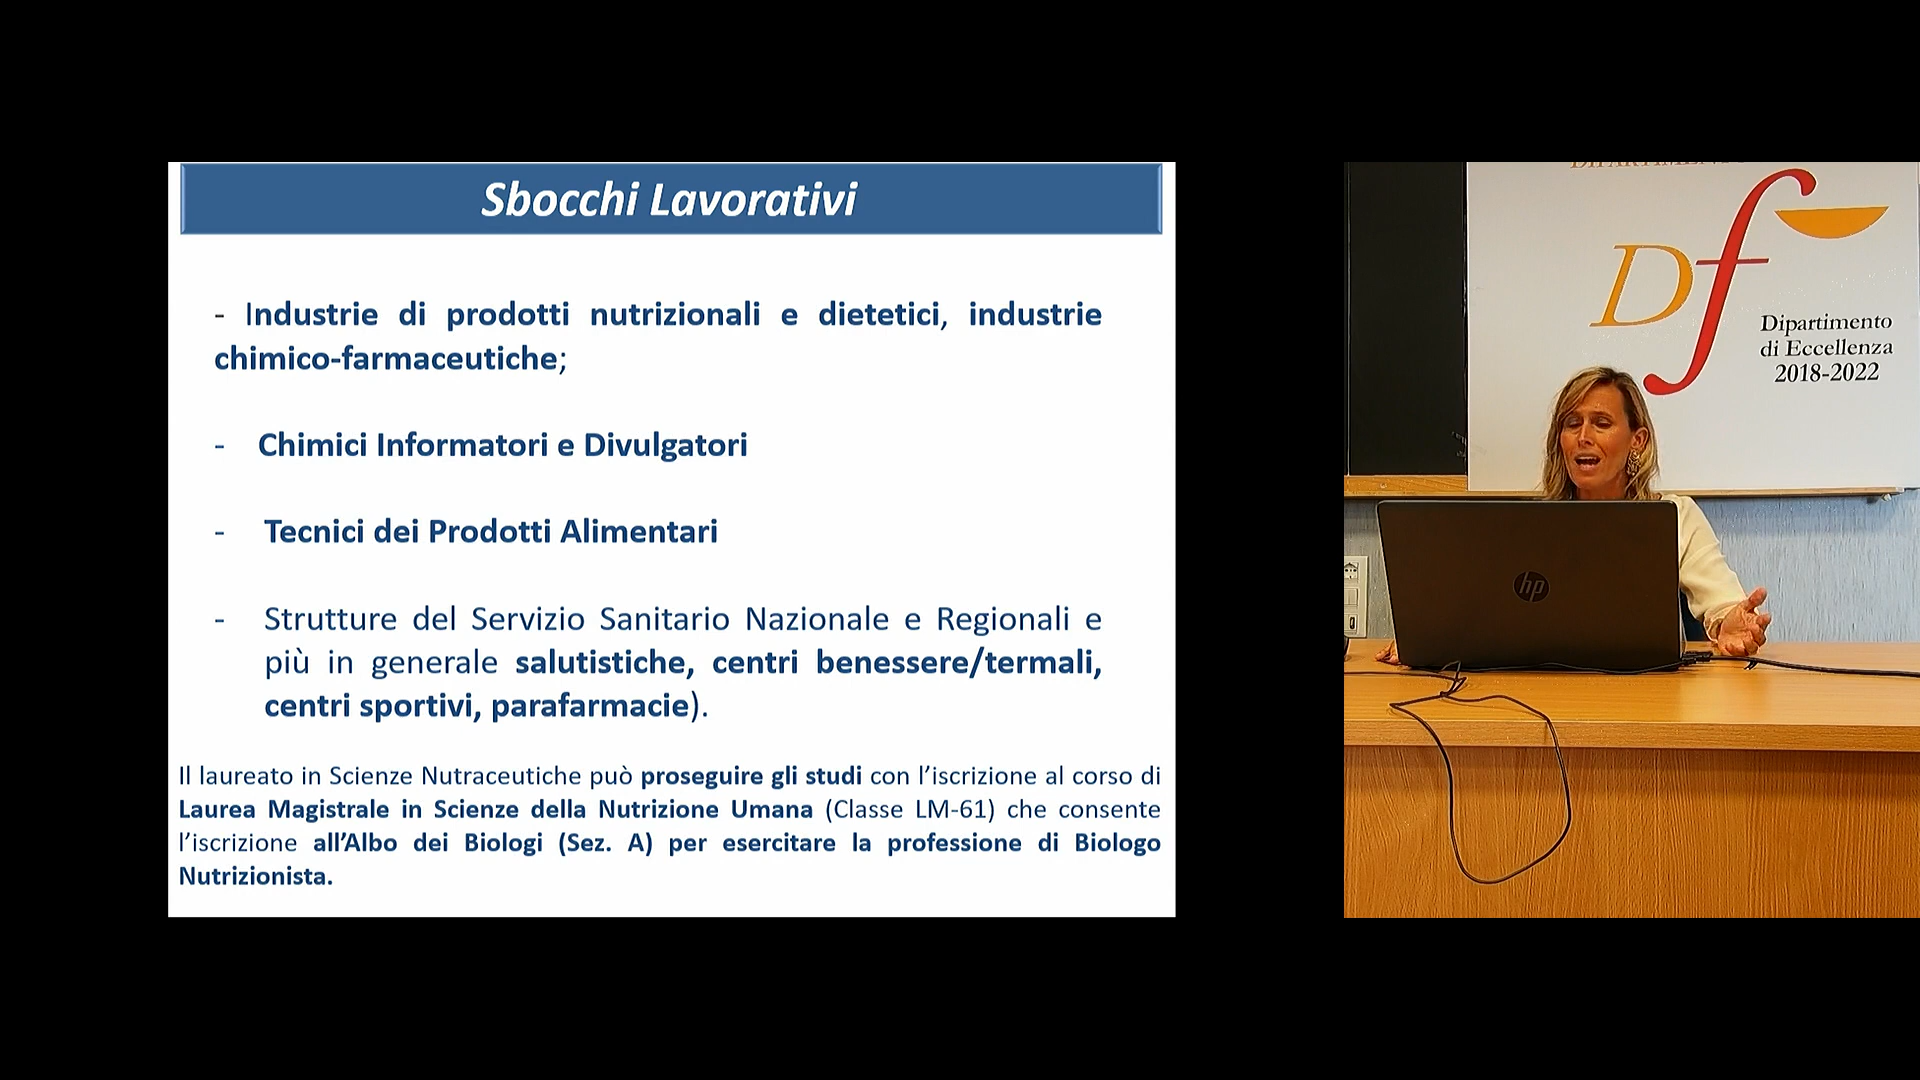 Sbocchi Lavorativi
- Industrie di prodotti nutrizionali e dietetici, industrie
chimico-farmaceutiche;
- Chimici Informatori e Divulgatori
- Tecnici dei Prodotti Alimentari
- Strutture del Servizio Sanitario Nazionale e Regionali e
più in generale salutistiche, centri benessere/termali,
centri sportivi, parafarmacie).
Il laureato in Scienze Nutraceutiche può proseguire gli studi con l’iscrizione al corso di
Laurea Magistrale in Scienze della Nutrizione Umana (Classe LM-61) che consente
l’iscrizione all’Albo dei Biologi (Sez. A) per esercitare la professione di Biologo
Nutrizionista.
Df
Dipartimento
di Eccellenza
2018-2022
hp